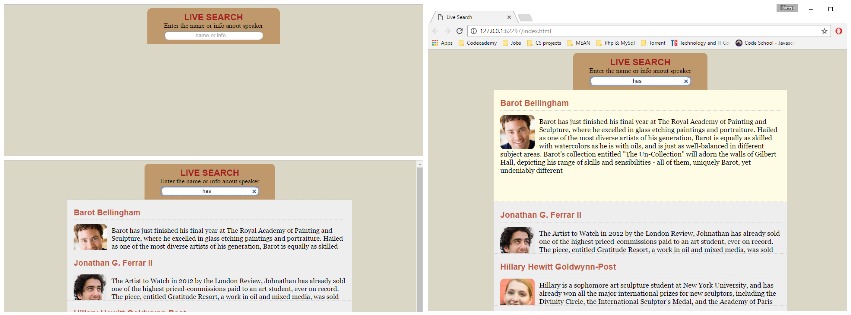 LIVE SEARCH
Enter the name or info anout speaker
name or info
LIVE SEARCH
Enter the name or info anout speaker
has
Barot Bellingham
Barot has just finished his final year at The Royal Academy of Painting and
Sculpture, where he excelled in glass etching paintings and portraiture. Hailed
as one of the most diverse artists of his generation, Barot is equally as skilled
Jonathan G. Ferrar II
The Artist to Watch in 2012 by the London Review, Johnathan has already sold
one of the highest priced-commissions paid to an art student, ever on record.
The piece, entitled Gratitude Resort, a work in oil and mixed media, was sold
Hillary Hewitt Goldwynn-Post
Live Search
127.0.0.1:62297/index.html
Apps Codecademy Jobs CS projects MEAN Php & MySql Torrent Technology and IT Code School - Javasc
LIVE SEARCH
Enter the name or info anout speaker
has
Barot Bellingham
Barot has just finished his final year at The Royal Academy of Painting and
Sculpture, where he excelled in glass etching paintings and portraiture. Hailed
as one of the most diverse artists of his generation, Barot is equally as skilled
with watercolors as he is with oils, and is just as well-balanced in different
subject areas. Barot's collection entitled "The Un-Collection" will adorn the walls of Gilbert
Hall, depicting his range of skills and sensibilities - all of them, uniquely Barot, yet
undeniably different
Jonathan G. Ferrar II
The Artist to Watch in 2012 by the London Review, Johnathan has already sold
one of the highest priced-commissions paid to an art student, ever on record.
The piece, entitled Gratitude Resort, a work in oil and mixed media, was sold
Hillary Hewitt Goldwynn-Post
Hillary is a sophomore art sculpture student at New York University, and has
already won all the major international prizes for new sculptors, including the
Divinity Circle, the International Sculptor's Medal, and the Academy of Paris